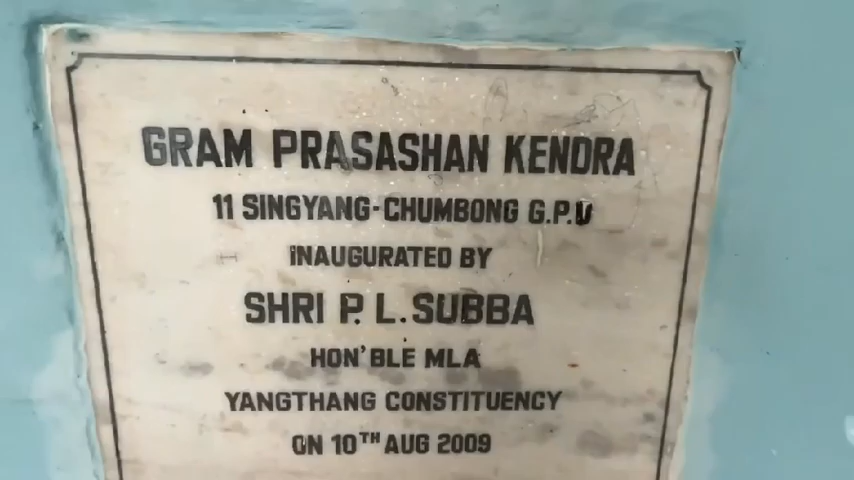 GRAM PRASASHAN KENDRA
11 SINGYANG-CHUMBONG G.P.U
INAUGURATED BY
SHRI P. L. SUBBA
HON'BLE MLA
YANGTHANG CONSTITUENCY
ON 10TH AUG 2009